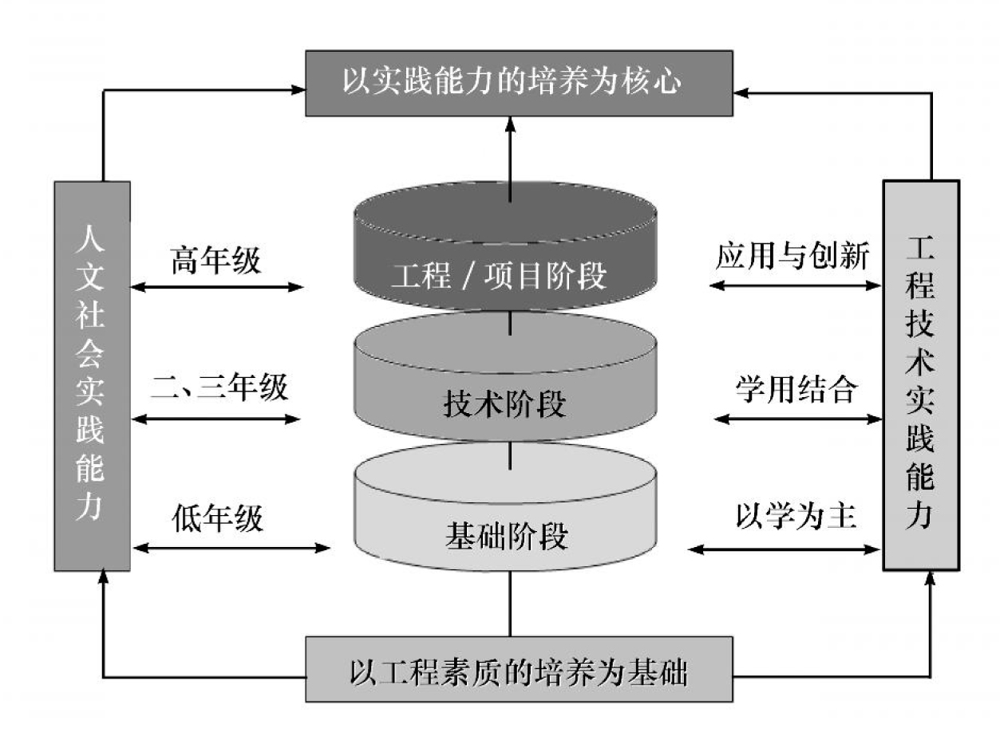 以实践能力的培养为核心
人文社会实践能力
高年级
工程/项目阶段
应用与创新
工程技术实践能力
二、三年级
技术阶段
学用结合
低年级
基础阶段
以学为主
以工程素质的培养为基础